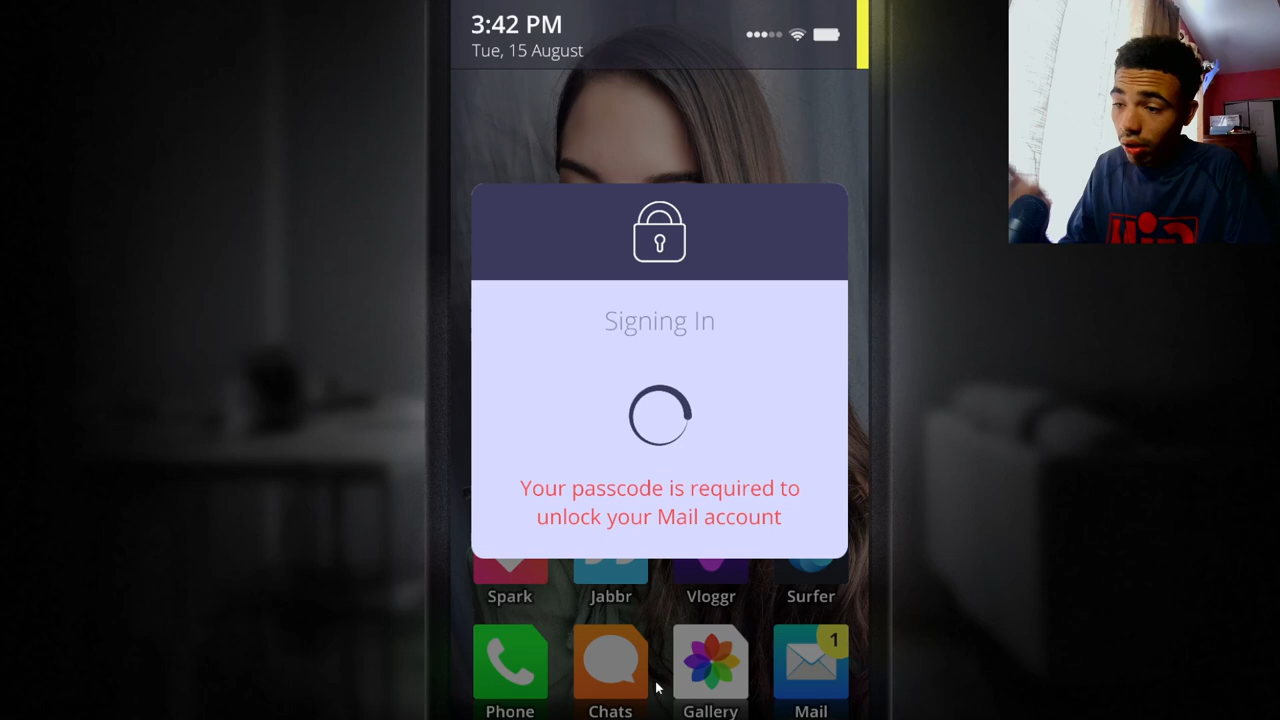 3:42 PM
Tue, 15 August
Signing In
Your passcode is required to
unlock your Mail account
Spark Jabbr Vloggr Surfer
1
Phone Chats Gallery Mail